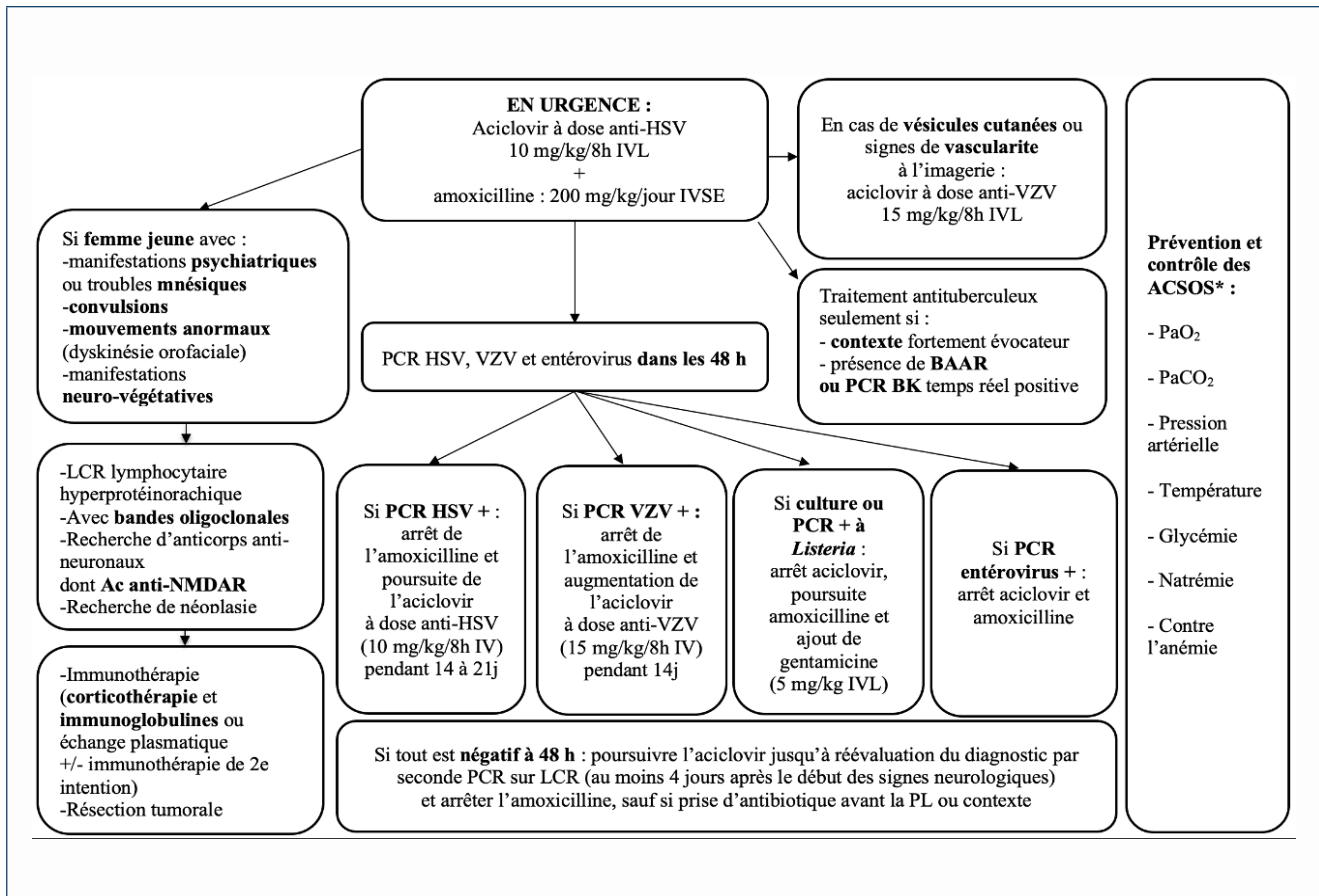 EN URGENCE :
Aciclovir à dose anti-HSV
10 mg/kg/8h IVL
+
amoxicilline : 200 mg/kg/jour IVSE
En cas de vésicules cutanées ou
signes de vascularite
à l’imagerie :
aciclovir à dose anti-VZV
15 mg/kg/8h IVL
Si femme jeune avec :
-manifestations psychiatriques
ou troubles mnésiques
-convulsions
-mouvements anormaux
(dyskinésie orofaciale)
-manifestations
neuro-végétatives
Traitement antituberculeux
seulement si :
- contexte fortement évocateur
- présence de BAAR
ou PCR BK temps réel positive
PCR HSV, VZV et entérovirus dans les 48 h
-LCR lymphocytaire
hyperprotéinorachique
-Avec bandes oligoclonales
-Recherche d’anticorps anti-
neuronaux
dont Ac anti-NMDAR
-Recherche de néoplasie
-Immunothérapie
(corticothérapie et
immunoglobulines ou
échange plasmatique
+/- immunothérapie de 2e
intention)
-Résection tumorale
Si PCR HSV + :
arrêt de
l’amoxicilline et
poursuite de
l’aciclovir
à dose anti-HSV
(10 mg/kg/8h IV)
pendant 14 à 21j
Si PCR VZV + :
arrêt de
l’amoxicilline et
augmentation de
l’aciclovir
à dose anti-VZV
(15 mg/kg/8h IV)
pendant 14j
Si culture ou
PCR + à
Listeria :
arrêt aciclovir,
poursuite
amoxicilline et
ajout de
gentamicine
(5 mg/kg IVL)
Si PCR
entérovirus + :
arrêt aciclovir et
amoxicilline
Si tout est négatif à 48 h : poursuivre l’aciclovir jusqu’à réévaluation du diagnostic par
seconde PCR sur LCR (au moins 4 jours après le début des signes neurologiques)
et arrêter l’amoxicilline, sauf si prise d’antibiotique avant la PL ou contexte
Prévention et
contrôle des
ACSOS* :
- PaO2
- PaCO2
- Pression
artérielle
- Température
- Glycémie
- Natrémie
- Contre
l’anémie